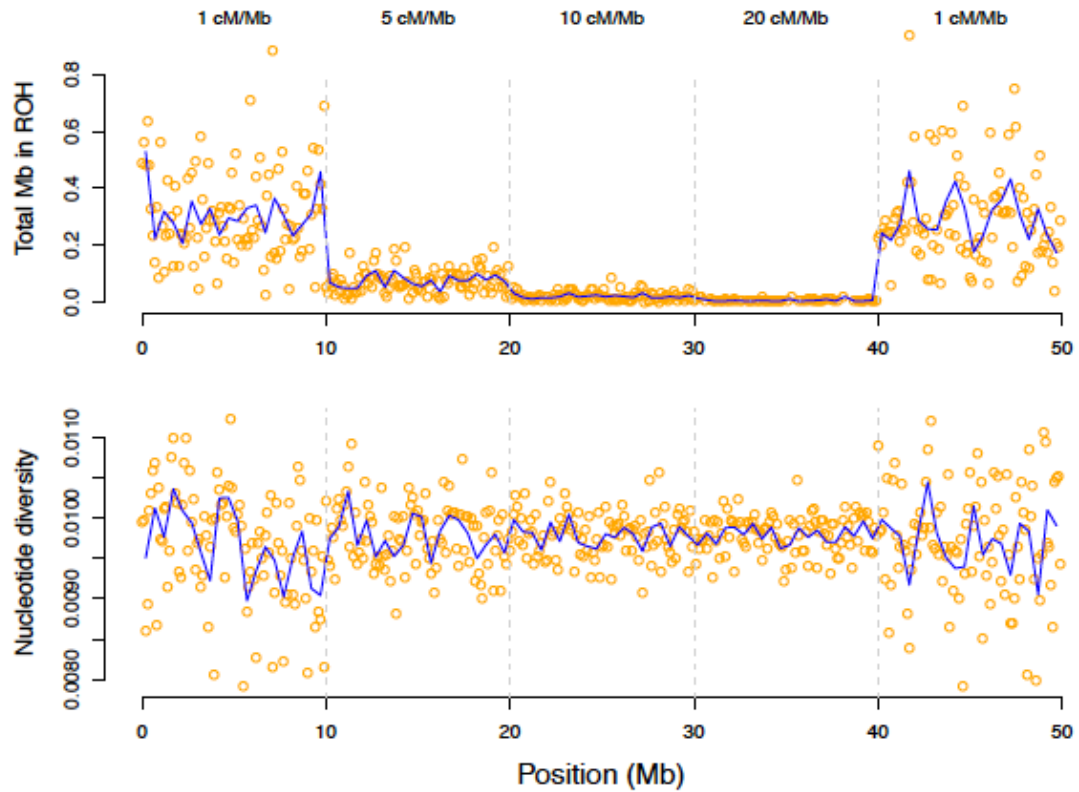 1 cM/Mb 5 cM/Mb 10 cM/Mb 20 cM/Mb 1 cM/Mb
Total Mb in ROH
0.8
0.6
0.4
0.2
0.0
0 10 20 30 40 50
Nucleotide diversity
0.0110
0.0100
0.0090
0.0080
0 10 20 30 40 50
Position (Mb)